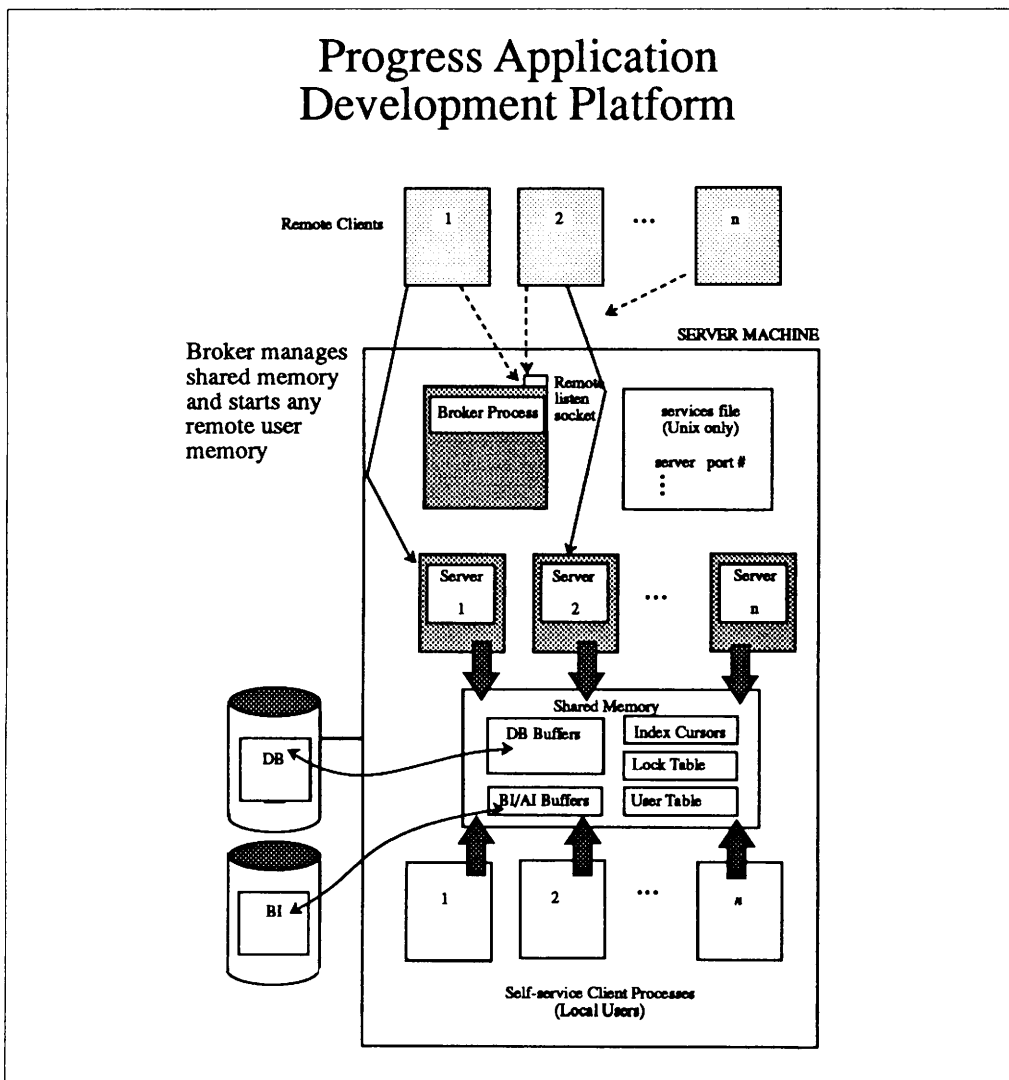 Progress Application
Development Platform
Remote Clients
1
2
...
n
SERVER MACHINE
Broker manages
shared memory
and starts any
remote user
memory
Broker Process
Remote
listen
socket
services file
(Unix only)
server port #
Server
1
Server
2
...
Server
n
Shared Memory
DB Buffers
Index Cursors
Lock Table
BI/AI Buffers
User Table
DB
BI
1
2
...
n
Self-service Client Processes
(Local Users)